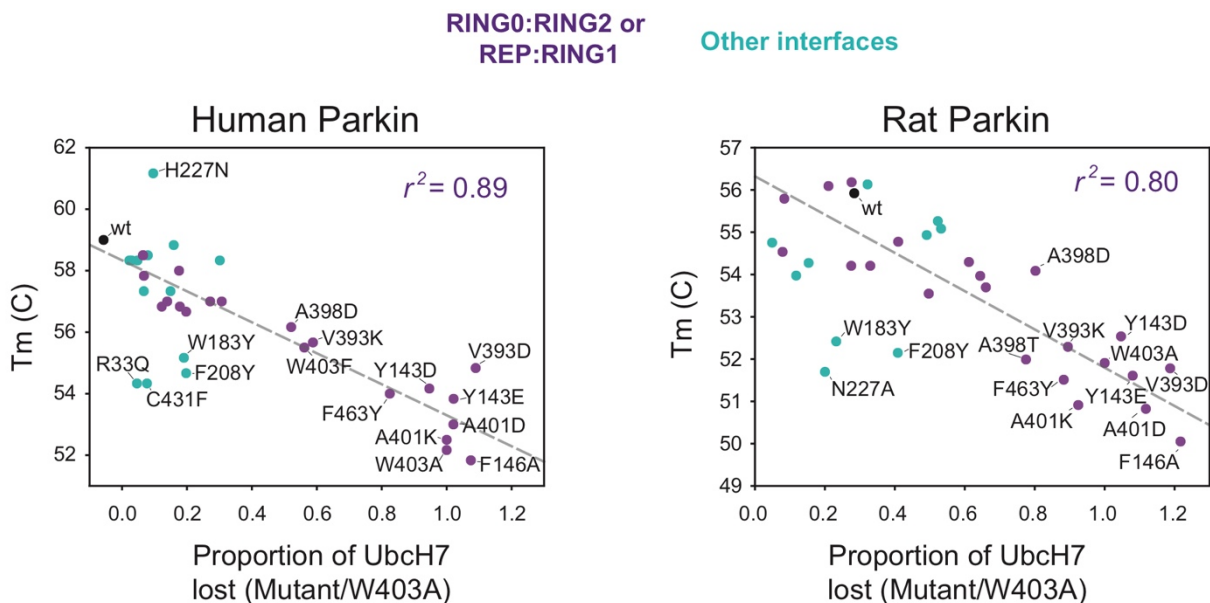 RING0:RING2 or
REP:RING1
Other interfaces
Human Parkin
62
60
58
56
54
52
Tm (C)
r² = 0.89
H227N
wt
A398D
V393K
W403F
W183Y
F208Y
R33Q
C431F
Y143D
V393D
F463Y
Y143E
A401D
A401K
W403A
F146A
0.0 0.2 0.4 0.6 0.8 1.0 1.2
Proportion of UbcH7
lost (Mutant/W403A)
Rat Parkin
57
56
55
54
53
52
51
50
49
Tm (C)
r² = 0.80
wt
A398D
W183Y
F208Y
N227A
V393K
Y143D
A398T
W403A
F463Y
Y143E
V393D
A401K
A401D
F146A
0.0 0.2 0.4 0.6 0.8 1.0 1.2
Proportion of UbcH7
lost (Mutant/W403A)